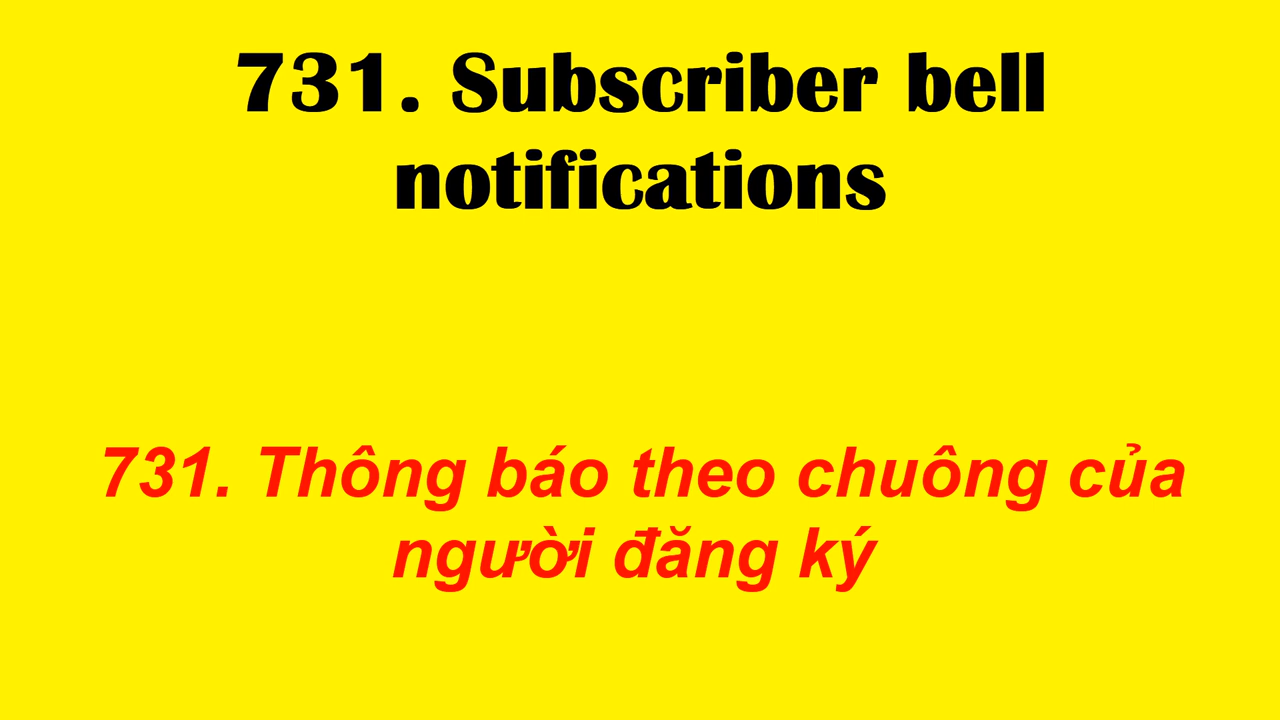 731. Subscriber bell
notifications
731. Thông báo theo chuông của
người đăng ký